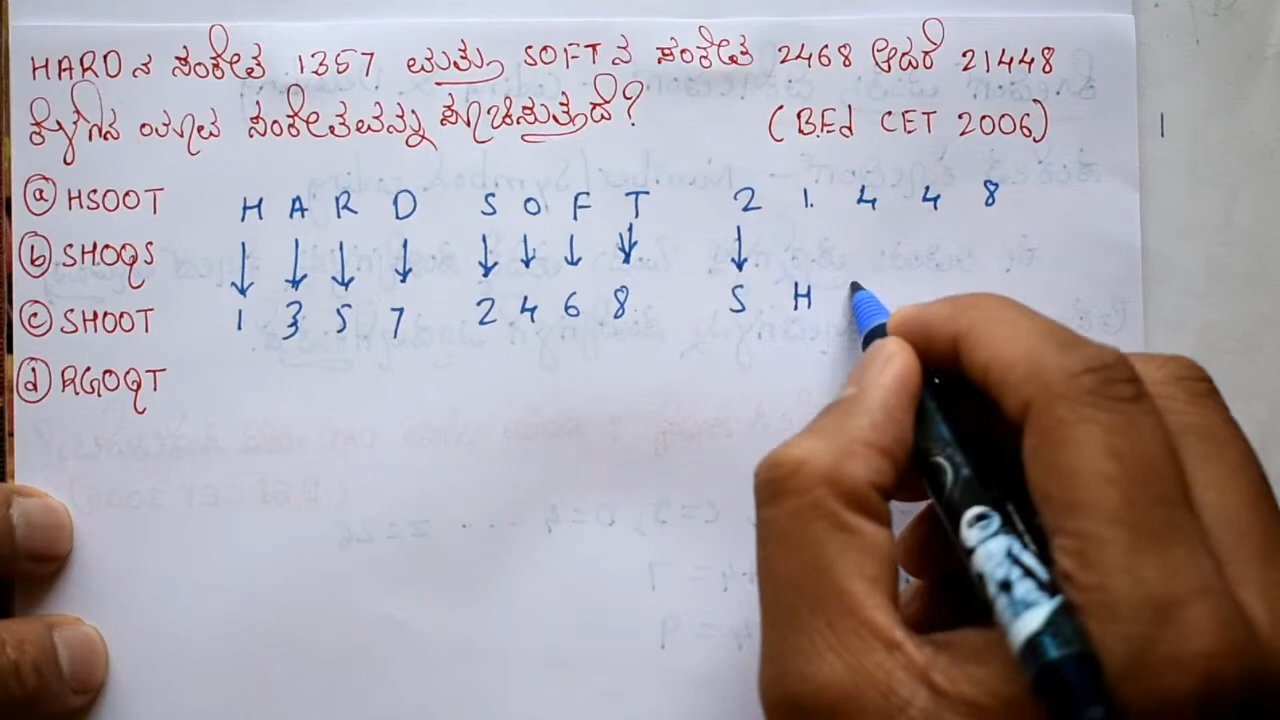 HARD ನ ಸಂಕೇತ 1357 ಮತ್ತು SOFT ನ ಸಂಕೇತ 2468 ಆದರೆ 21448
ಕೆಳಗಿನ ಯಾವ ಸಂಕೇತವನ್ನು ಸೂಚಿಸುತ್ತದೆ? (B.Ed CET 2006)
ⓐ HSOOT
H A R D S O F T 2 1. 4 4 8
ⓑ SHOQS
ⓒ SHOOT
1 3 5 7 2 4 6 8. S H
ⓓ RGOQT